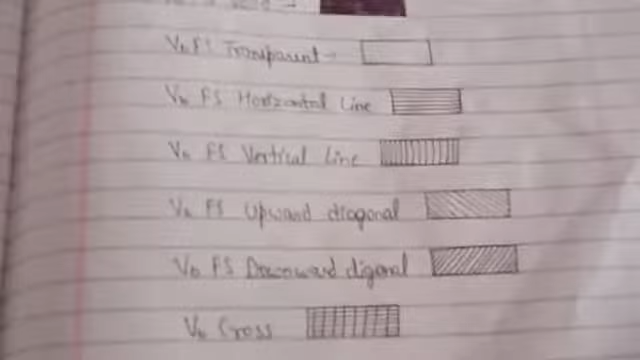 Vb FS Transparent -
Vb FS Horizontal Line
Vb FS Vertical Line
Vb FS Upward diagonal
Vb FS Downward digonal
Vb Cross